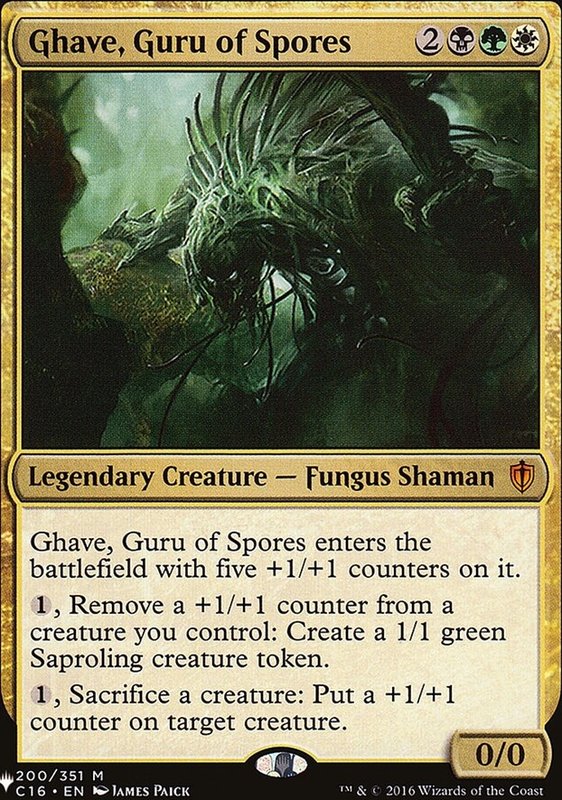 Ghave, Guru of Spores 2
Legendary Creature — Fungus Shaman
Ghave, Guru of Spores enters the
battlefield with five +1/+1 counters on it.
1, Remove a +1/+1 counter from a
creature you control: Create a 1/1 green
Saproling creature token.
1, Sacrifice a creature: Put a +1/+1
counter on target creature.
0/0
200/351 M
C16 • EN JAMES PAICK
™ & © 2016 Wizards of the Coast